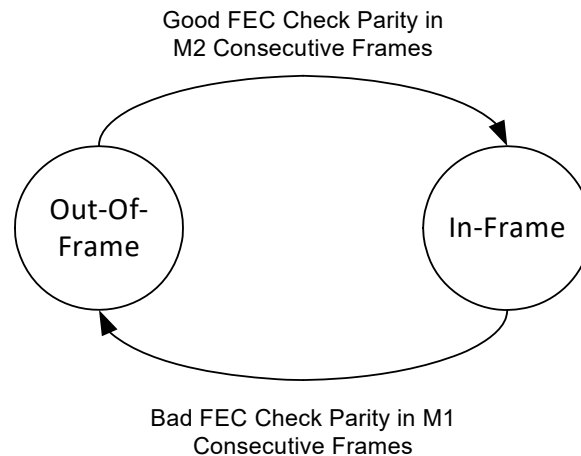 Good FEC Check Parity in
M2 Consecutive Frames
Out-Of-
Frame
In-Frame
Bad FEC Check Parity in M1
Consecutive Frames